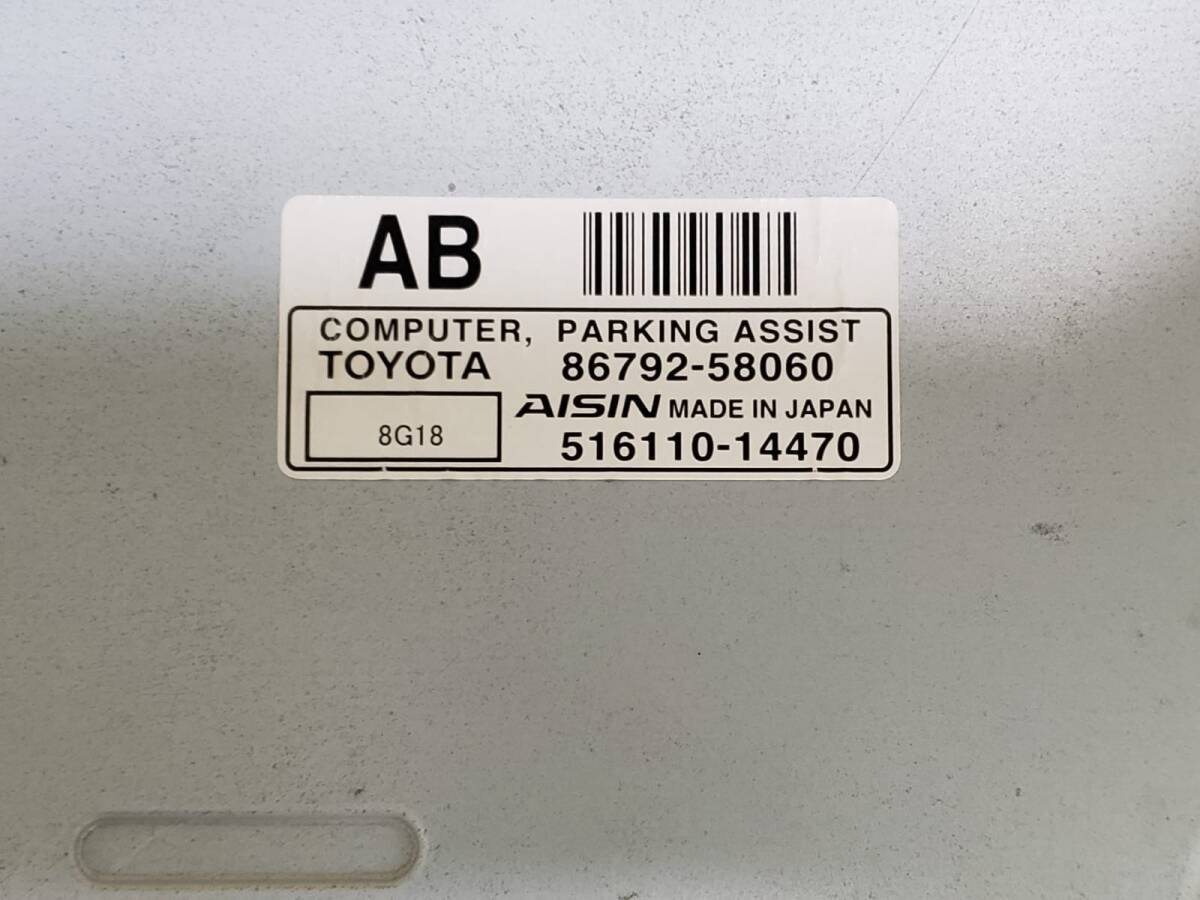 AB
COMPUTER, PARKING ASSIST
TOYOTA 86792-58060
AISIN MADE IN JAPAN
8G18
516110-14470